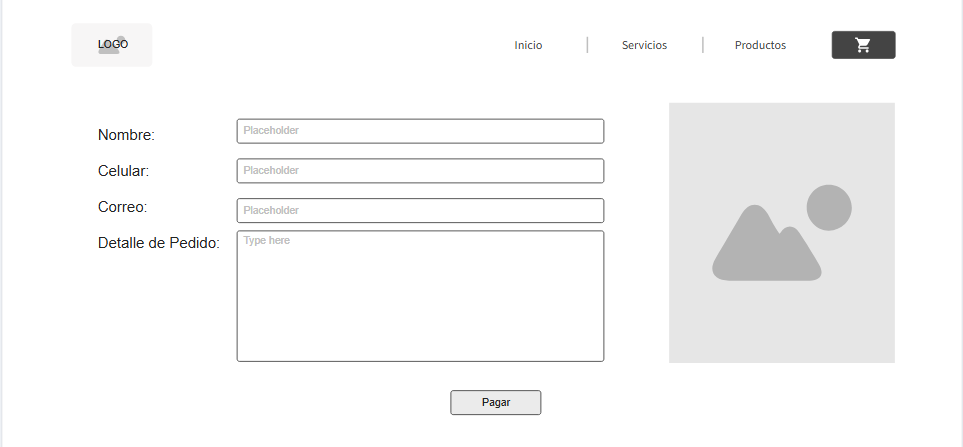 LOGO
Inicio
Servicios
Productos
Nombre:
Placeholder
Celular:
Placeholder
Correo:
Placeholder
Detalle de Pedido:
Type here
Pagar